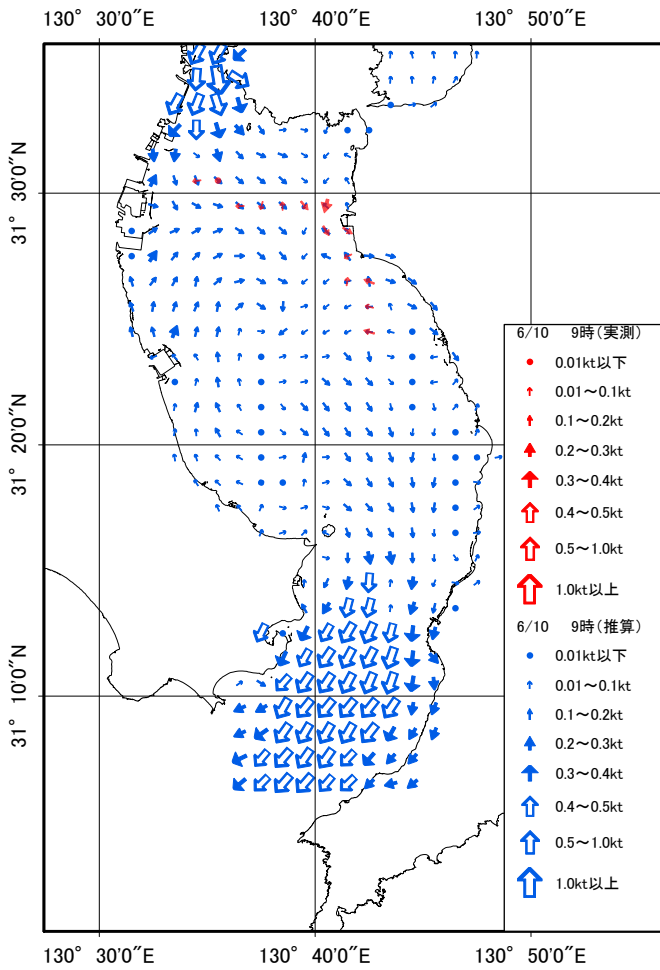 130° 30′0″E 130° 40′0″E 130° 50′0″E
31° 30′0″N
31° 20′0″N
31° 10′0″N
6/10 9時(実測)
0.01kt以下
0.01～0.1kt
0.1～0.2kt
0.2～0.3kt
0.3～0.4kt
0.4～0.5kt
0.5～1.0kt
1.0kt以上
6/10 9時(推算)
0.01kt以下
0.01～0.1kt
0.1～0.2kt
0.2～0.3kt
0.3～0.4kt
0.4～0.5kt
0.5～1.0kt
1.0kt以上
130° 30′0″E 130° 40′0″E 130° 50′0″E